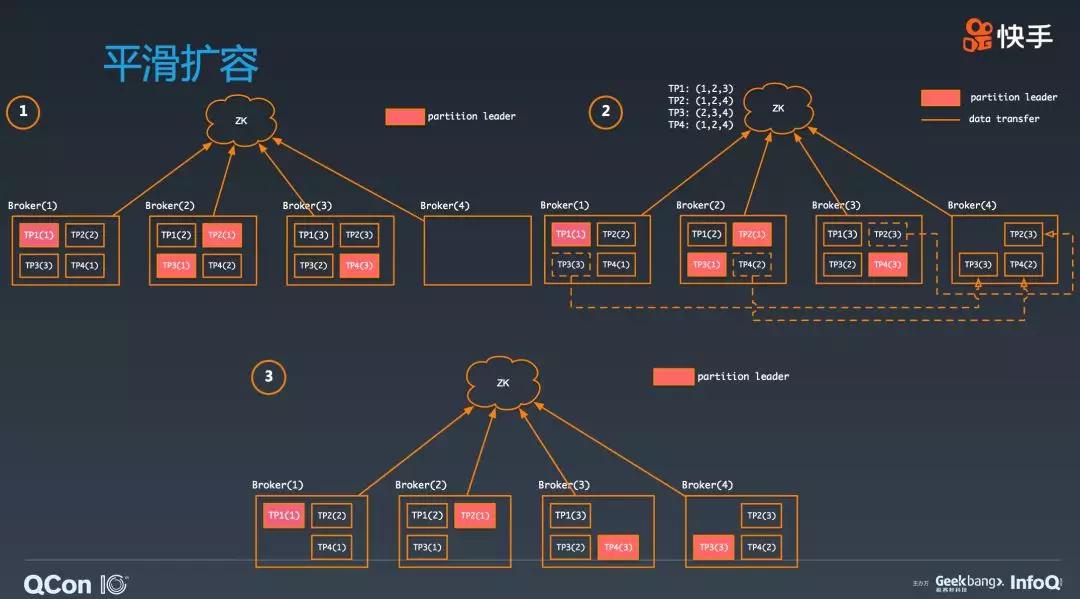 快手
平滑扩容
1
ZK
partition leader
Broker(1)
Broker(2)
Broker(3)
Broker(4)
TP1(1)
TP2(2)
TP1(2)
TP2(1)
TP1(3)
TP2(3)
TP3(3)
TP4(1)
TP3(1)
TP4(2)
TP3(2)
TP4(3)
2
TP1: (1,2,3)
TP2: (1,2,4)
TP3: (2,3,4)
TP4: (1,2,4)
ZK
partition leader
data transfer
Broker(1)
Broker(2)
Broker(3)
Broker(4)
TP1(1)
TP2(2)
TP1(2)
TP2(1)
TP1(3)
TP2(3)
TP2(3)
TP3(3)
TP4(1)
TP3(1)
TP4(2)
TP3(2)
TP4(3)
TP3(3)
TP4(2)
3
ZK
partition leader
Broker(1)
Broker(2)
Broker(3)
Broker(4)
TP1(1)
TP2(2)
TP1(2)
TP2(1)
TP1(3)
TP2(3)
TP4(1)
TP3(1)
TP3(2)
TP4(3)
TP3(3)
TP4(2)
QCon 10
主办方
Geekbang>.
极客邦科技
InfoQ